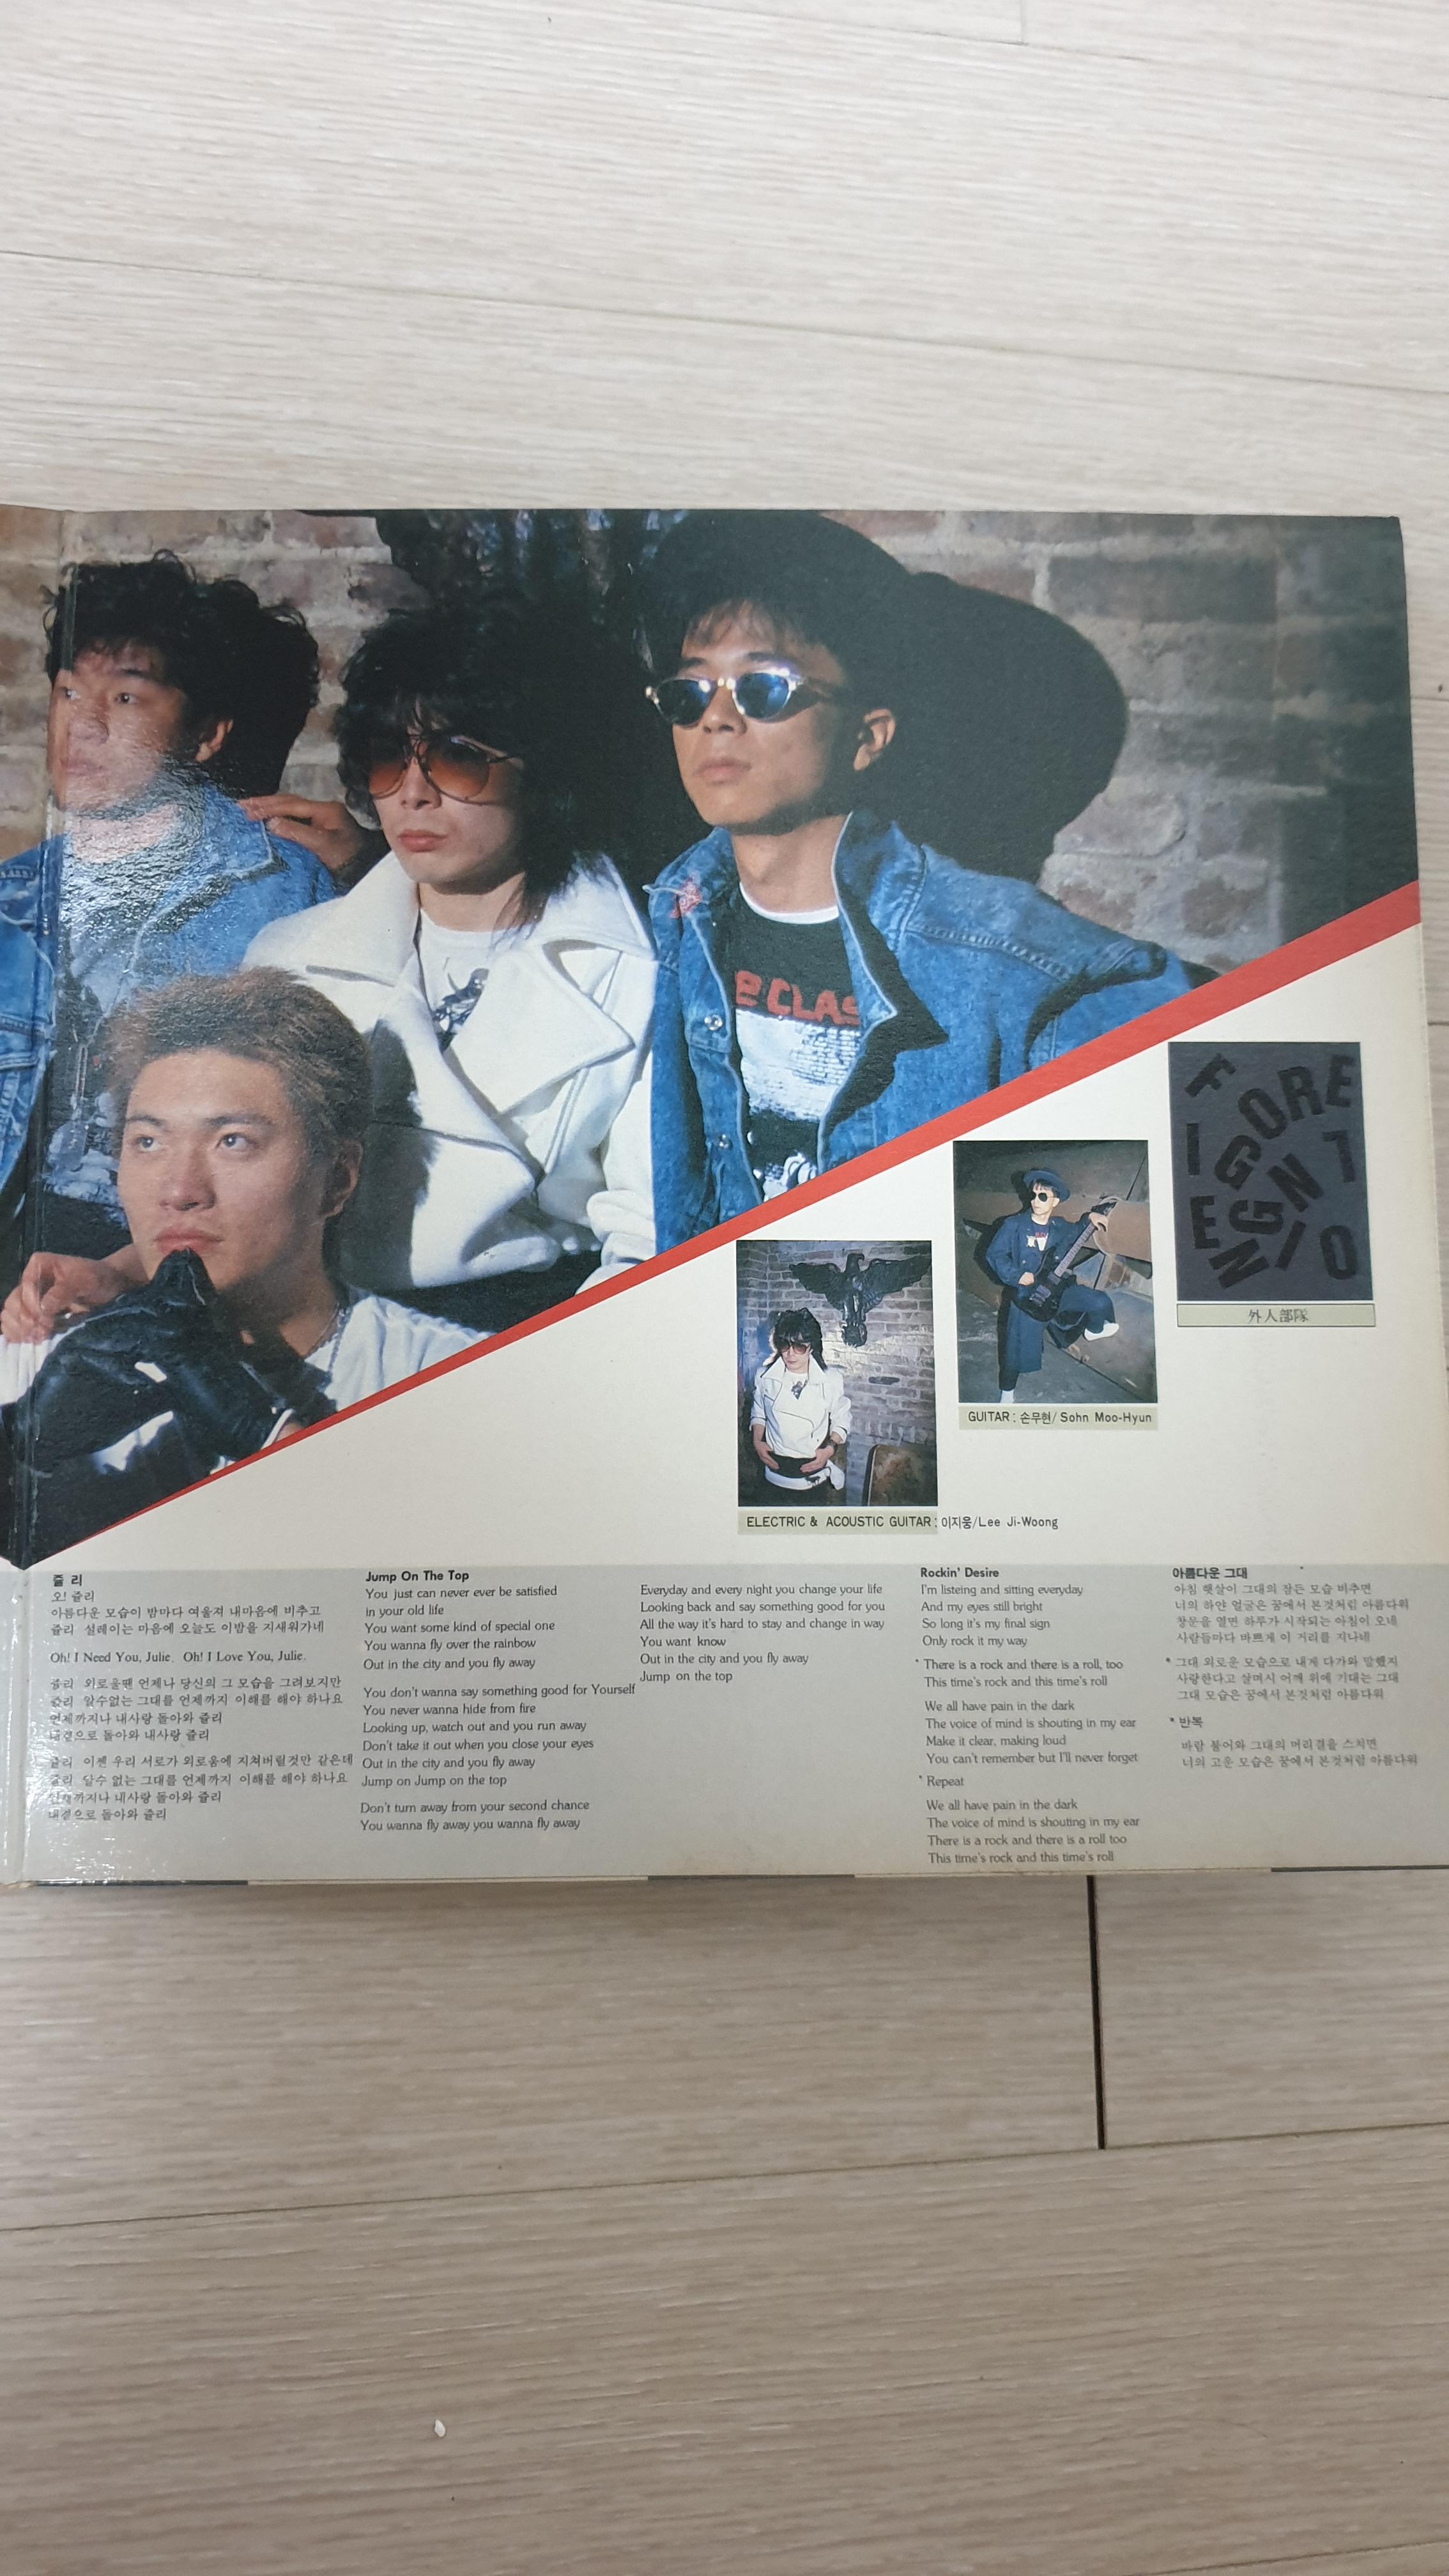 THE CLAS
FOREIGN
LEGION
外人部隊
GUITAR : 손무현/ Sohn Moo-Hyun
ELECTRIC & ACOUSTIC GUITAR : 이지웅/Lee Ji-Woong
쥴 리
오! 쥴리
아름다운 모습이 밤마다 여울져 내마음에 비추고
쥴리 설레이는 마음에 오늘도 이밤을 지새워가네
Oh! I Need You, Julie. Oh! I Love You, Julie.
쥴리 외로울땐 언제나 당신의 그 모습을 그려보지만
쥴리 알수없는 그대를 언제까지 이해를 해야 하나요
언제까지나 내사랑 돌아와 쥴리
내곁으로 돌아와 내사랑 쥴리
쥴리 이젠 우리 서로가 외로움에 지쳐버릴것만 같은데
쥴리 알수 없는 그대를 언제까지 이해를 해야 하나요
언제까지나 내사랑 돌아와 쥴리
내곁으로 돌아와 쥴리
Jump On The Top
You just can never ever be satisfied
in your old life
You want some kind of special one
You wanna fly over the rainbow
Out in the city and you fly away
You don't wanna say something good for Yourself
You never wanna hide from fire
Looking up, watch out and you run away
Don't take it out when you close your eyes
Out in the city and you fly away
Jump on Jump on the top
Don't turn away from your second chance
You wanna fly away you wanna fly away
Everyday and every night you change your life
Looking back and say something good for you
All the way it's hard to stay and change in way
You want know
Out in the city and you fly away
Jump on the top
Rockin' Desire
I'm listeing and sitting everyday
And my eyes still bright
So long it's my final sign
Only rock it my way
* There is a rock and there is a roll, too
This time's rock and this time's roll
We all have pain in the dark
The voice of mind is shouting in my ear
Make it clear, making loud
You can't remember but I'll never forget
* Repeat
We all have pain in the dark
The voice of mind is shouting in my ear
There is a rock and there is a roll too
This time's rock and this time's roll
아름다운 그대
아침 햇살이 그대의 잠든 모습 비추면
너의 하얀 얼굴은 꿈에서 본것처럼 아름다워
창문을 열면 하루가 시작되는 아침이 오네
사람들마다 바쁘게 이 거리를 지나네
* 그대 외로운 모습으로 내게 다가와 말했지
사랑한다고 살며시 어깨 위에 기대는 그대
그대 모습은 꿈에서 본것처럼 아름다워
* 반복
바람 불어와 그대의 머리결을 스치면
너의 고운 모습은 꿈에서 본것처럼 아름다워